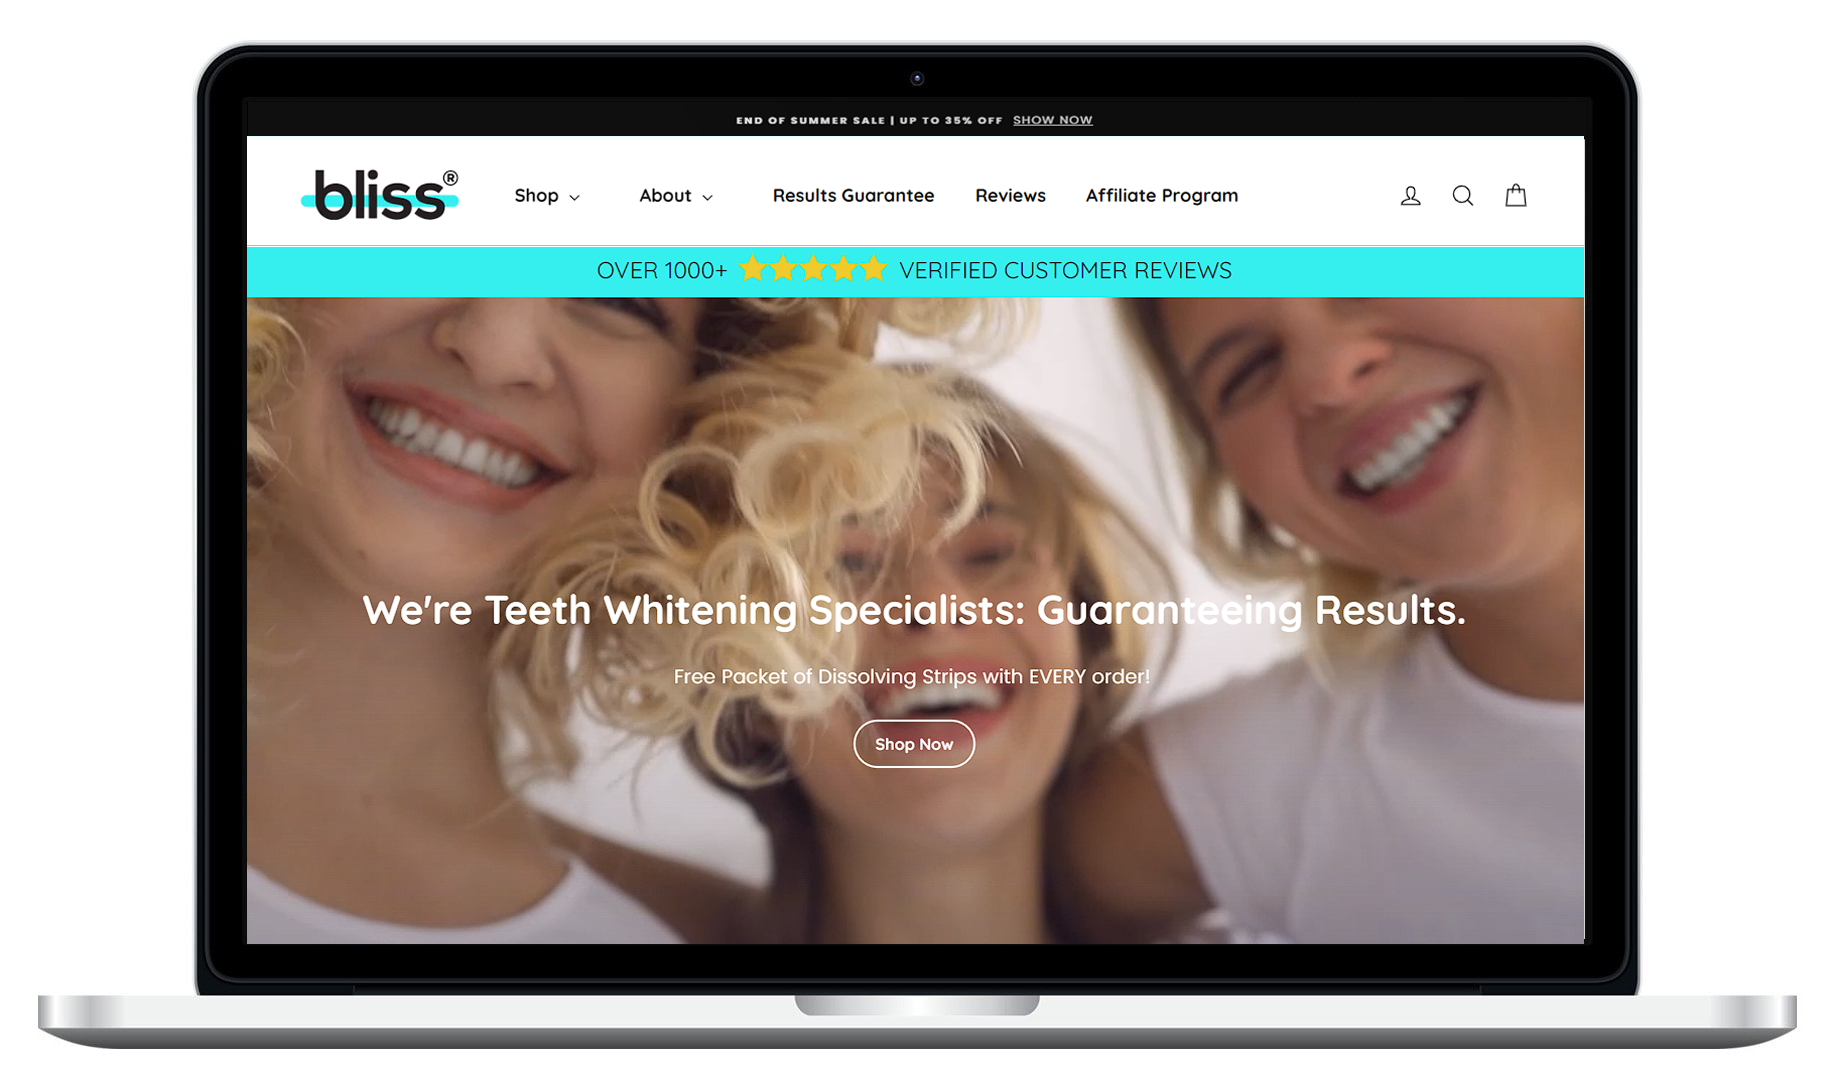 END OF SUMMER SALE | UP TO 35% OFF SHOW NOW
bliss®
Shop About Results Guarantee Reviews Affiliate Program
OVER 1000+ VERIFIED CUSTOMER REVIEWS
We're Teeth Whitening Specialists: Guaranteeing Results.
Free Packet of Dissolving Strips with EVERY order!
Shop Now